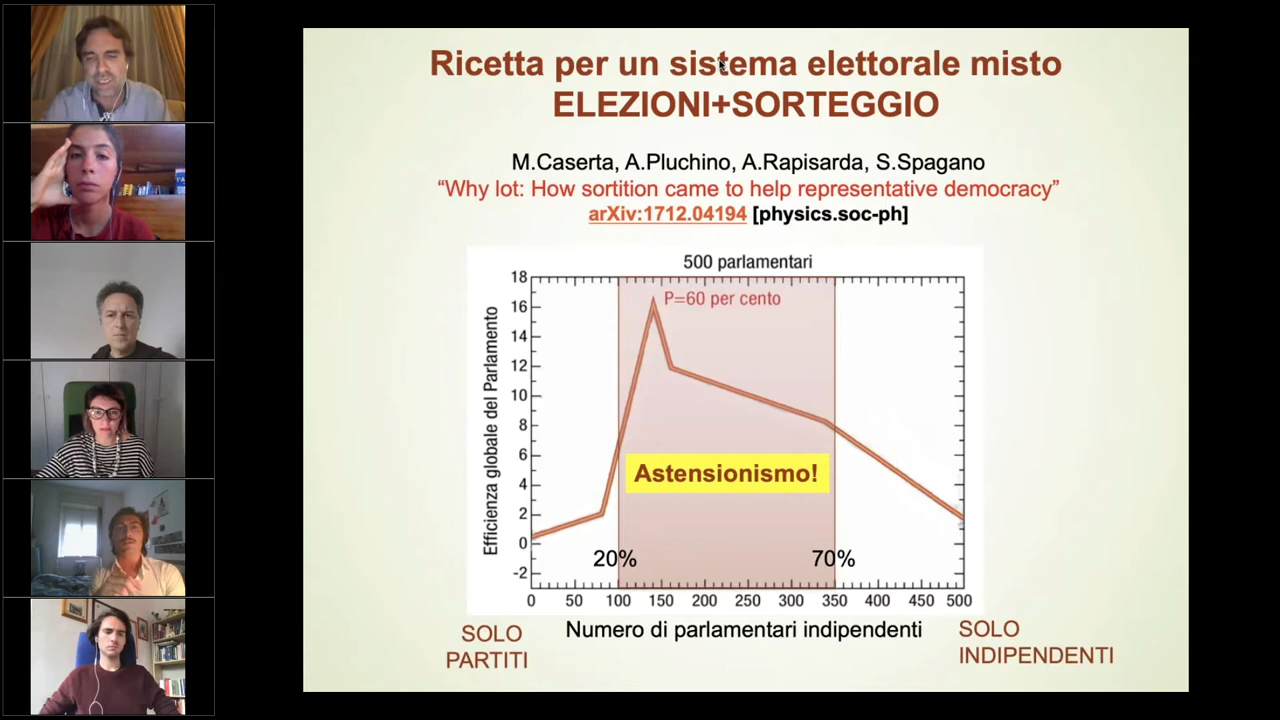 Ricetta per un sistema elettorale misto
ELEZIONI+SORTEGGIO
M.Caserta, A.Pluchino, A.Rapisarda, S.Spagano
“Why lot: How sortition came to help representative democracy”
arXiv:1712.04194 [physics.soc-ph]
500 parlamentari
P=60 per cento
Efficienza globale del Parlamento
18
16
14
12
10
8
6
4
2
0
-2
Astensionismo!
20%
70%
0 50 100 150 200 250 300 350 400 450 500
Numero di parlamentari indipendenti
SOLO
PARTITI
SOLO
INDIPENDENTI